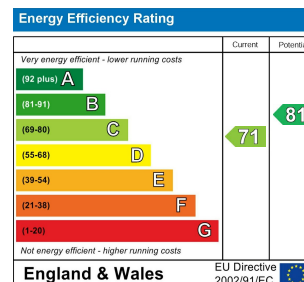 Energy Efficiency Rating
Current
Very energy efficient - lower running costs
(92 plus) A
(81-91) B
81
(69-80) C
71
(55-68) D
(39-54) E
(21-38) F
(1-20) G
Not energy efficient - higher running costs
England & Wales
EU Directive
2002/91/EC